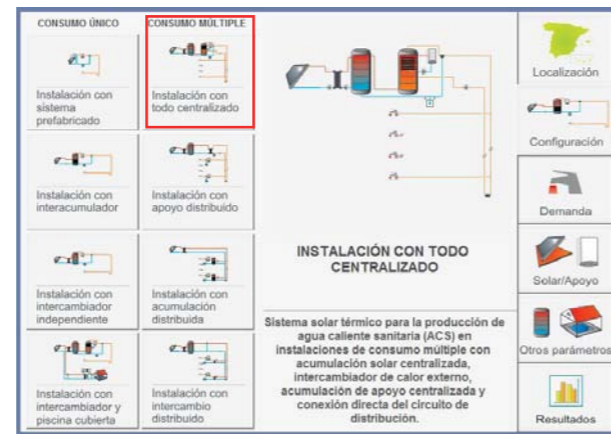 CONSUMO ÚNICO
CONSUMO MÚLTIPLE
Instalación con
sistema
prefabricado
Instalación con
todo centralizado
Instalación con
interacumulador
Instalación con
apoyo distribuido
Instalación con
intercambiador
independiente
Instalación con
acumulación
distribuida
Instalación con
intercambiador y
piscina cubierta
Instalación con
intercambio
distribuido
INSTALACIÓN CON TODO
CENTRALIZADO
Sistema solar térmico para la producción de
agua caliente sanitaria (ACS) en
instalaciones de consumo múltiple con
acumulación solar centralizada,
intercambiador de calor externo,
acumulación de apoyo centralizada y
conexión directa del circuito de
distribución.
Localización
Configuración
Demanda
Solar/Apoyo
Otros parámetros
Resultados